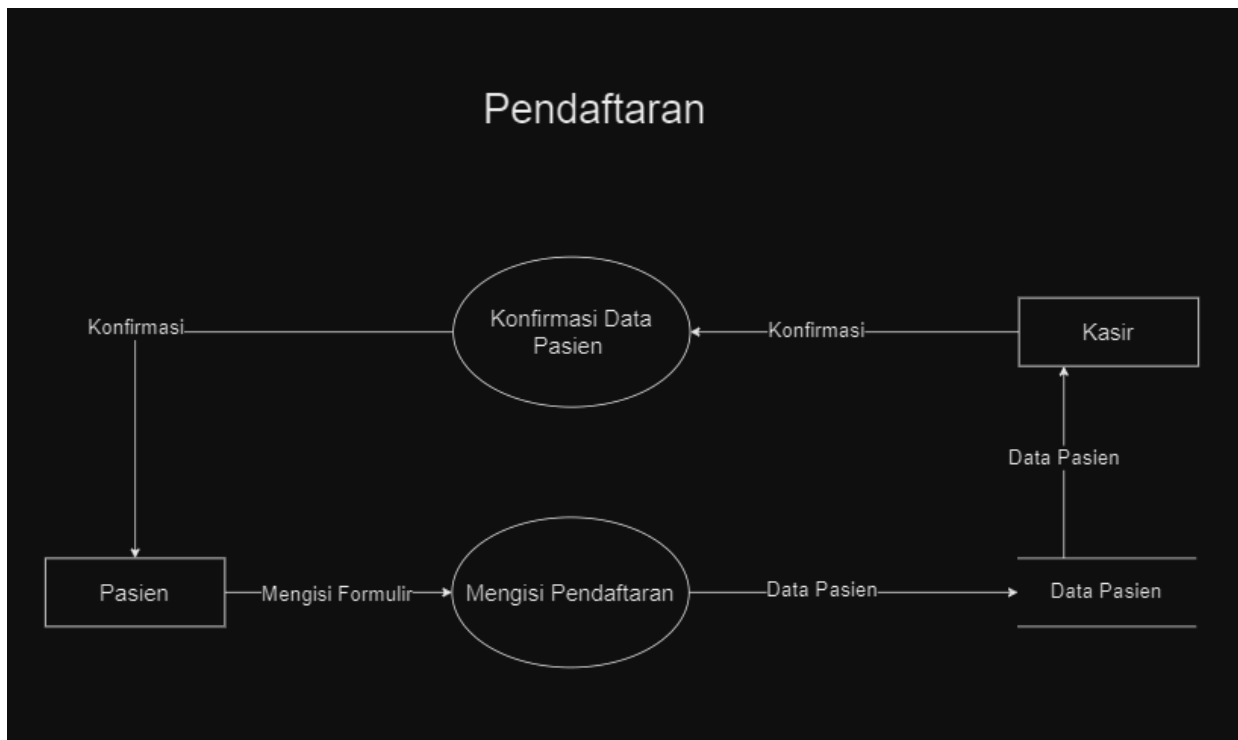 Pendaftaran
Konfirmasi
Konfirmasi Data
Pasien
Konfirmasi
Kasir
Data Pasien
Pasien
Mengisi Formulir
Mengisi Pendaftaran
Data Pasien
Data Pasien